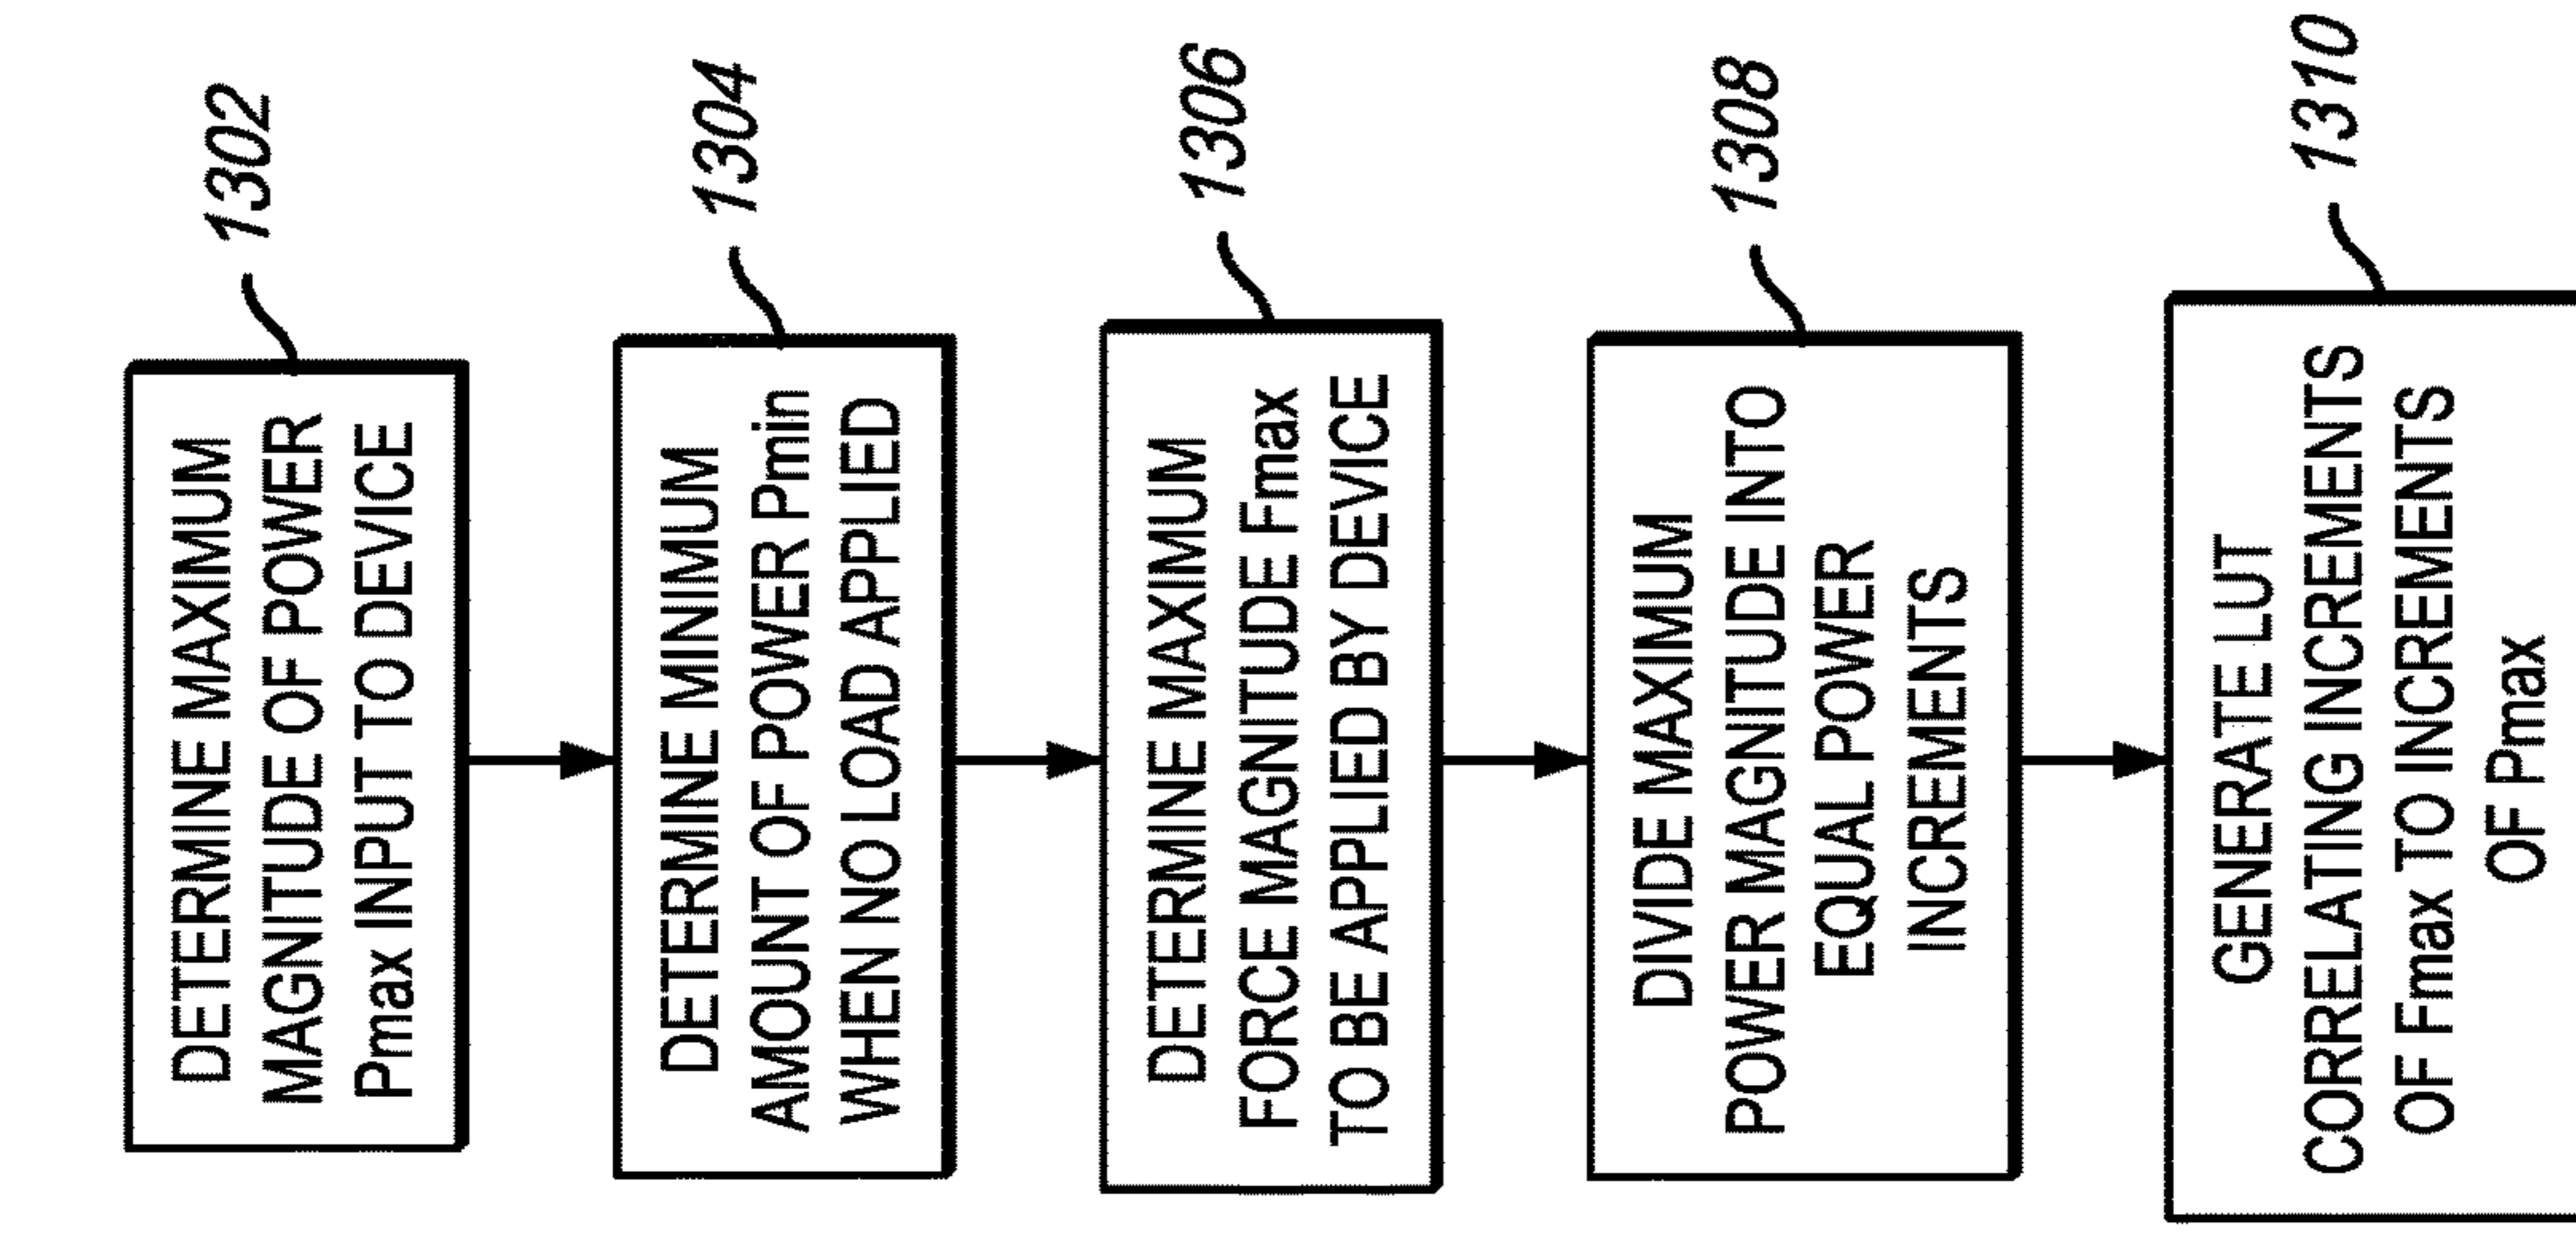 1302
DETERMINE MAXIMUM
MAGNITUDE OF POWER
Pmax INPUT TO DEVICE
1304
DETERMINE MINIMUM
AMOUNT OF POWER Pmin
WHEN NO LOAD APPLIED
1306
DETERMINE MAXIMUM
FORCE MAGNITUDE Fmax
TO BE APPLIED BY DEVICE
1308
DIVIDE MAXIMUM
POWER MAGNITUDE INTO
EQUAL POWER
INCREMENTS
1310
GENERATE LUT
CORRELATING INCREMENTS
OF Fmax TO INCREMENTS
OF Pmax